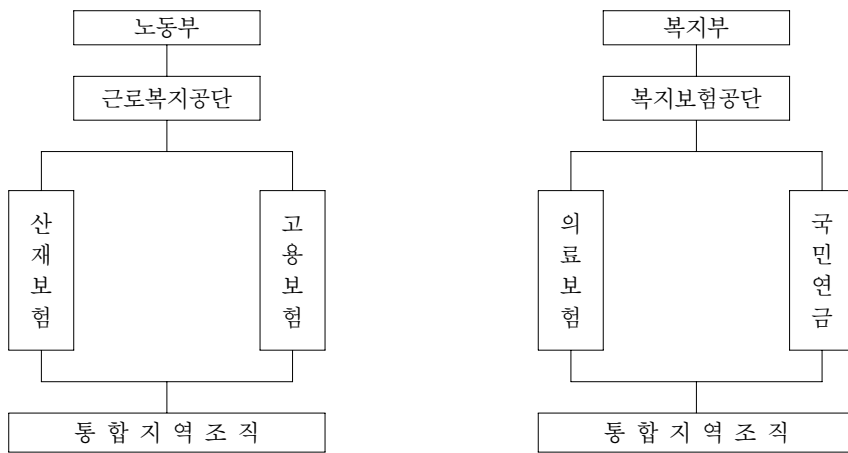 노동부
복지부
근로복지공단
복지보험공단
산재보험
고용보험
의료보험
국민연금
통 합 지 역 조 직
통 합 지 역 조 직